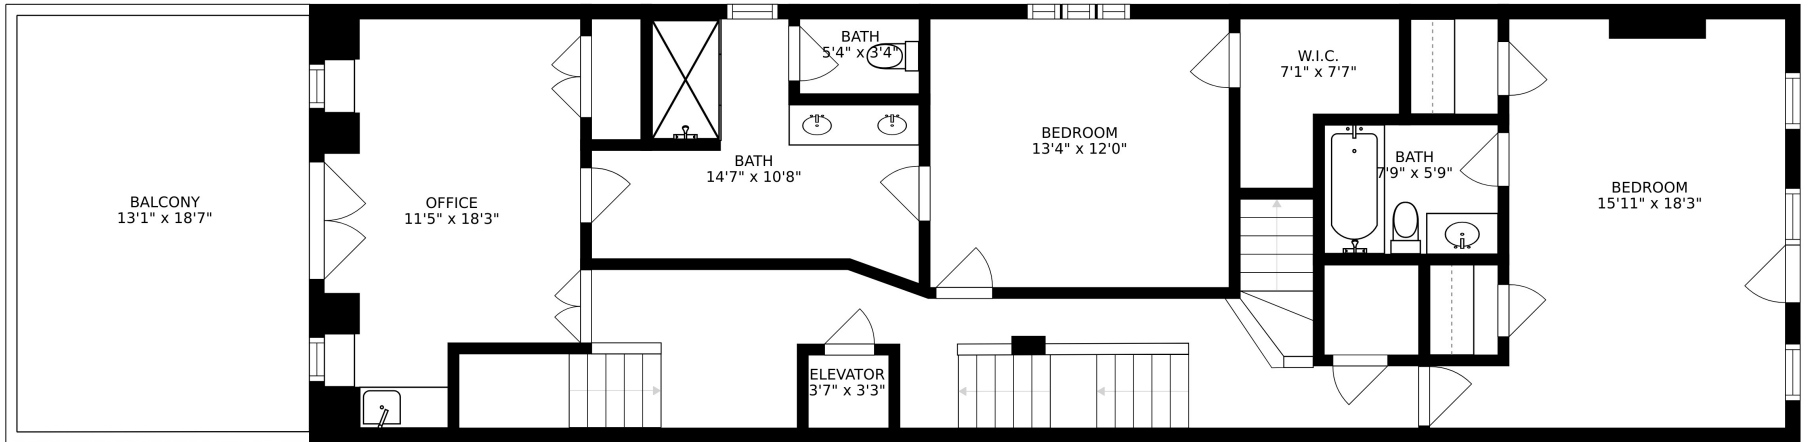 BALCONY
13'1" x 18'7"
OFFICE
11'5" x 18'3"
BATH
14'7" x 10'8"
BATH
5'4" x 3'4"
ELEVATOR
3'7" x 3'3"
BEDROOM
13'4" x 12'0"
W.I.C.
7'1" x 7'7"
BATH
7'9" x 5'9"
BEDROOM
15'11" x 18'3"